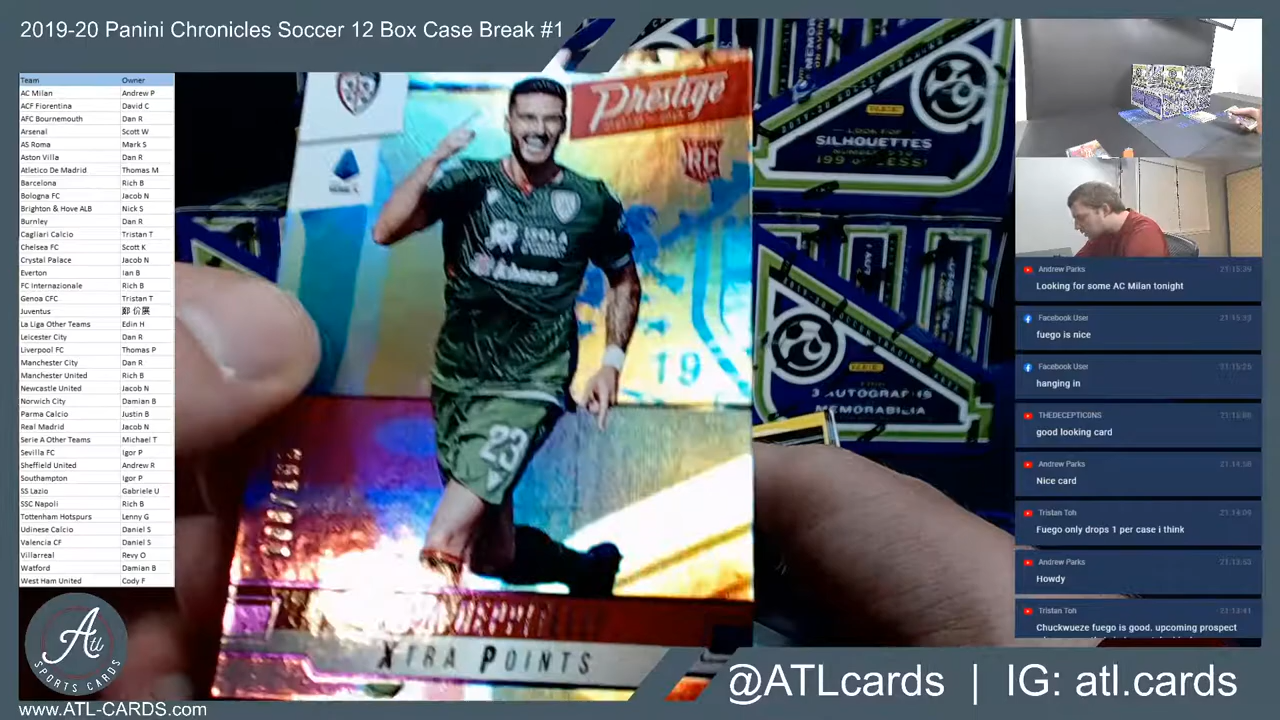 2019-20 Panini Chronicles Soccer 12 Box Case Break #1
Team Owner
AC Milan Andrew P
ACF Fiorentina David C
AFC Bournemouth Dan R
Arsenal Scott W
AS Roma Mark S
Aston Villa Dan R
Atletico De Madrid Thomas M
Barcelona Rich B
Bologna FC Jacob N
Brighton & Hove ALB Nick S
Burnley Dan R
Cagliari Calcio Tristan T
Chelsea FC Scott K
Crystal Palace Jacob N
Everton Ian B
FC Internazionale Rich B
Genoa CFC Tristan T
Juventus
La Liga Other Teams Edin H
Leicester City Dan R
Liverpool FC Thomas P
Manchester City Dan R
Manchester United Rich B
Newcastle United Jacob N
Norwich City Damian B
Parma Calcio Justin B
Real Madrid Jacob N
Serie A Other Teams Michael T
Sevilla FC Igor P
Sheffield United Andrew R
Southampton Igor P
SS Lazio Gabriele U
SSC Napoli Rich B
Tottenham Hotspurs Lenny G
Udinese Calcio Daniel S
Valencia CF Daniel S
Villarreal Revy O
Watford Damian B
West Ham United Cody F
Atl
SPORTS CARDS
www.ATL-CARDS.com
Prestige
RC
19
23
XTRA POINTS
PANINI
LOOK FOR
SILHOUETTES
199 OR LESS!
3 AUTOGRAPHS
MEMORABILIA
Andrew Parks
Looking for some AC Milan tonight
Facebook User
fuego is nice
Facebook User
hanging in
THEDECEPTICONS
good looking card
Andrew Parks
Nice card
Tristan Toh
Fuego only drops 1 per case i think
Andrew Parks
Howdy
Tristan Toh
Chuckwueze fuego is good. upcoming prospect
@ATLcards | IG: atl.cards